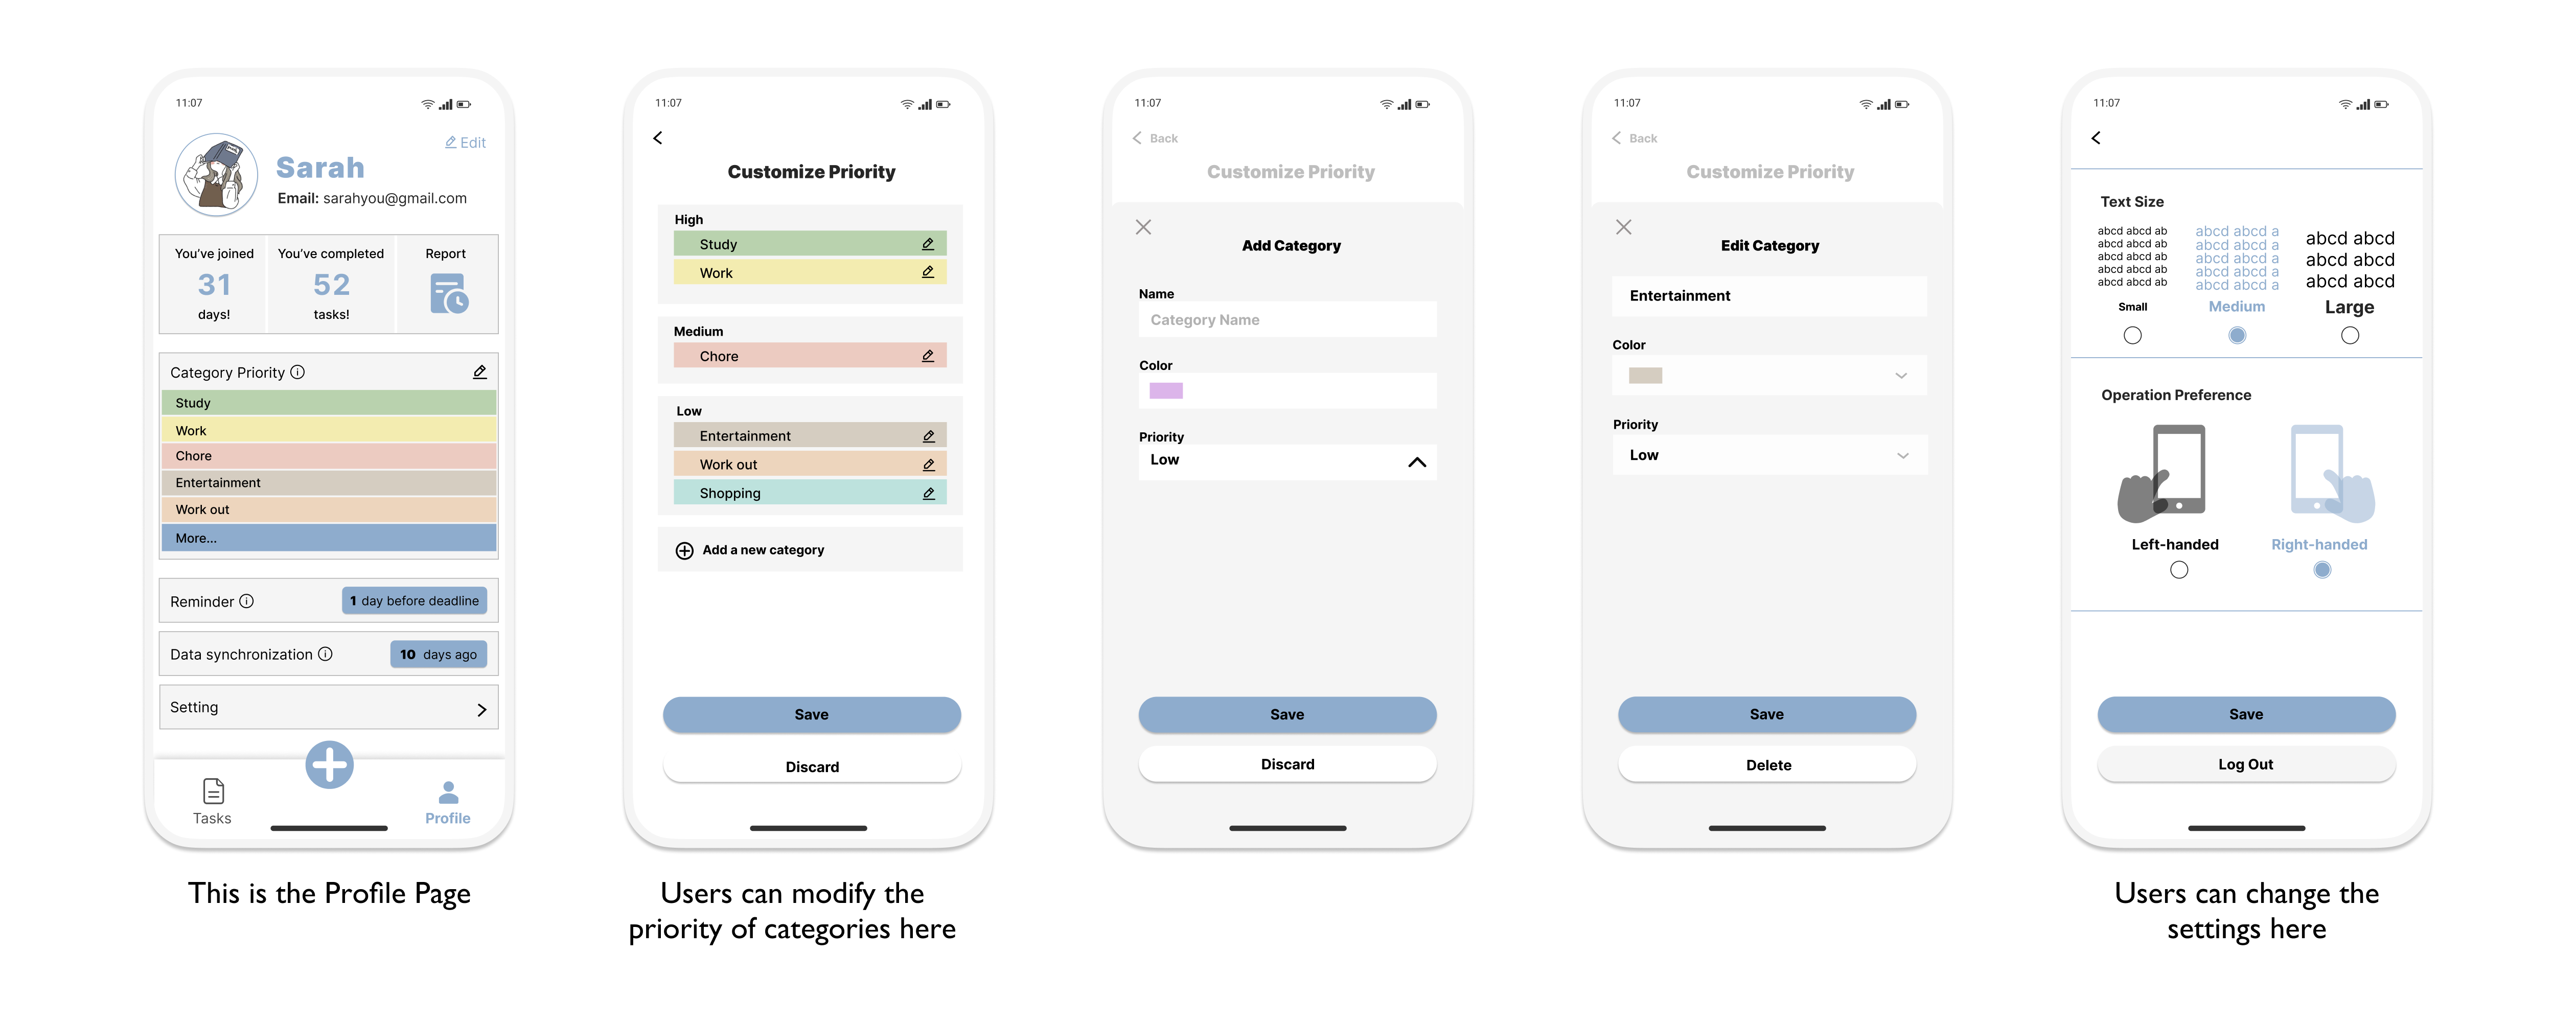 11:07
Edit
Sarah
Email: sarahyou@gmail.com
You've joined
31
days!
You've completed
52
tasks!
Report
Category Priority
Study
Work
Chore
Entertainment
Work out
More...
Reminder
1 day before deadline
Data synchronization
10 days ago
Setting
Tasks
Profile
This is the Profile Page
11:07
Customize Priority
High
Study
Work
Medium
Chore
Low
Entertainment
Work out
Shopping
Add a new category
Save
Discard
Users can modify the
priority of categories here
11:07
Back
Customize Priority
Add Category
Name
Category Name
Color
Priority
Low
Save
Discard
11:07
Back
Customize Priority
Edit Category
Entertainment
Color
Priority
Low
Save
Delete
11:07
Text Size
abcd abcd ab
abcd abcd ab
abcd abcd ab
abcd abcd ab
abcd abcd ab
Small
abcd abcd a
abcd abcd a
abcd abcd a
abcd abcd a
abcd abcd a
Medium
abcd abcd
abcd abcd
abcd abcd
Large
Operation Preference
Left-handed
Right-handed
Save
Log Out
Users can change the
settings here